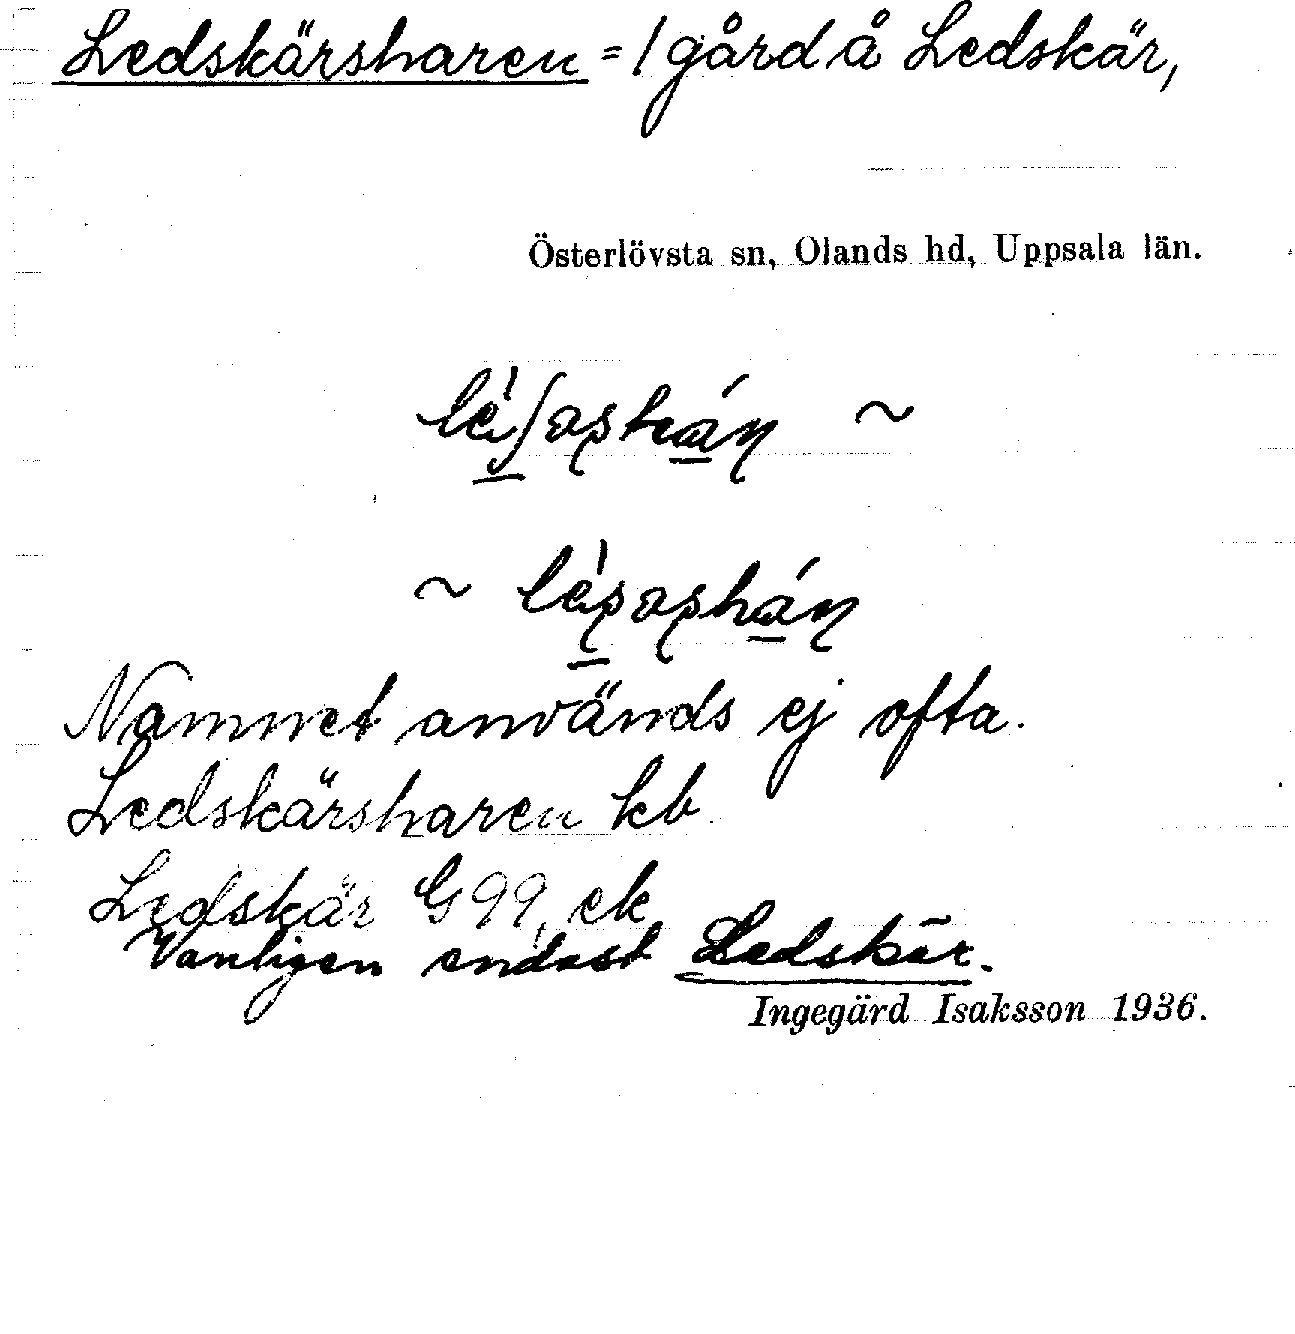 Ledskärsharen = 1 gård å Ledskär,
Österlövsta sn, Olands hd, Uppsala län.
~
~
Namnet används ej ofta.
Ledskärsharen kb
Ledskär G 99, ek
Vanligen endast Ledskär.
Ingegärd Isaksson 1936.